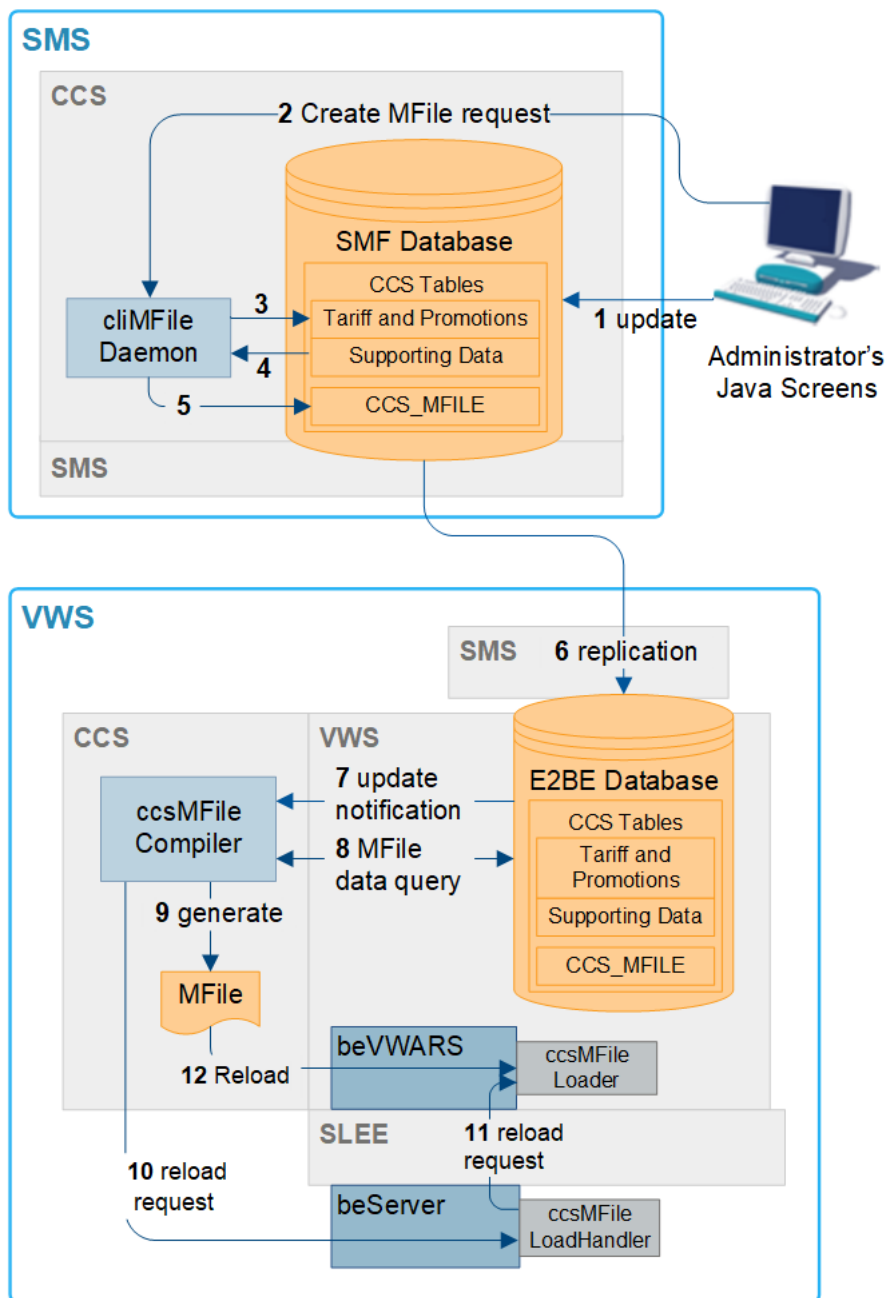 SMS
CCS
2 Create MFile request
SMF Database
CCS Tables
Tariff and Promotions
Supporting Data
CCS_MFILE
cliMFile
Daemon
3
4
5
1 update
Administrator's
Java Screens
SMS
VWS
SMS
6 replication
CCS
VWS
E2BE Database
CCS Tables
Tariff and
Promotions
Supporting Data
CCS_MFILE
ccsMFile
Compiler
7 update
notification
8 MFile
data query
9 generate
MFile
12 Reload
beVWARS
ccsMFile
Loader
SLEE
11 reload
request
10 reload
request
beServer
ccsMFile
LoadHandler